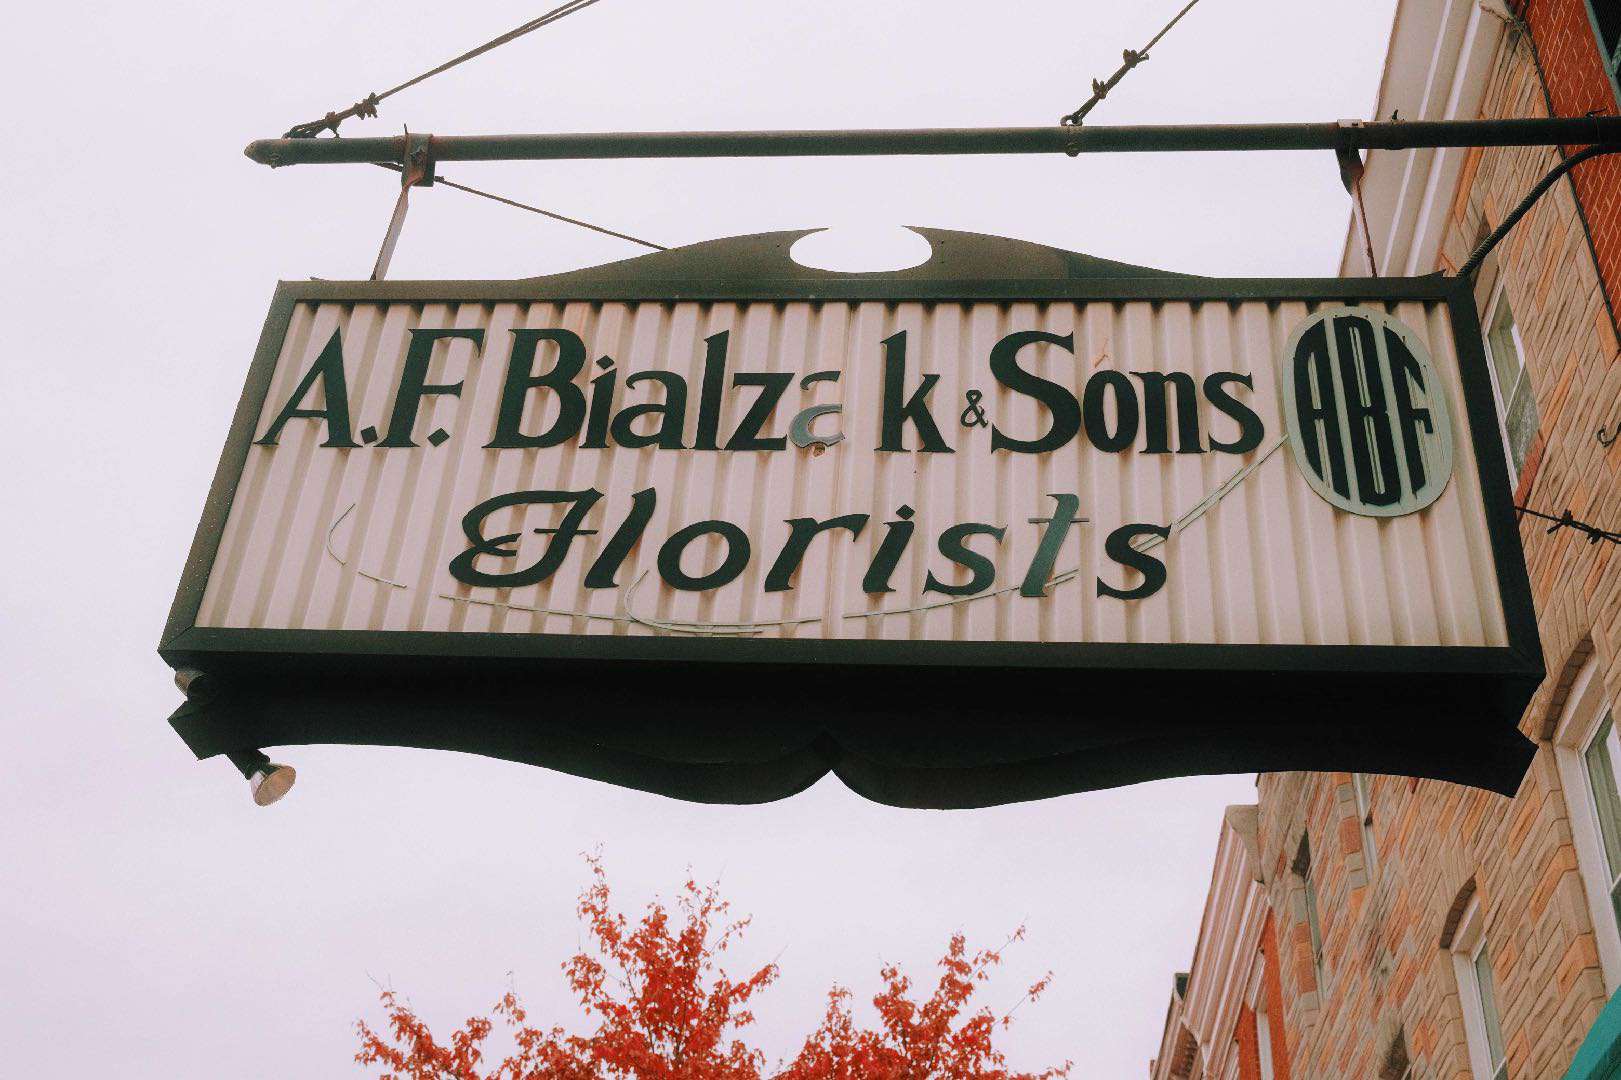 A.F. Bialzak & Sons
ABF
Florists